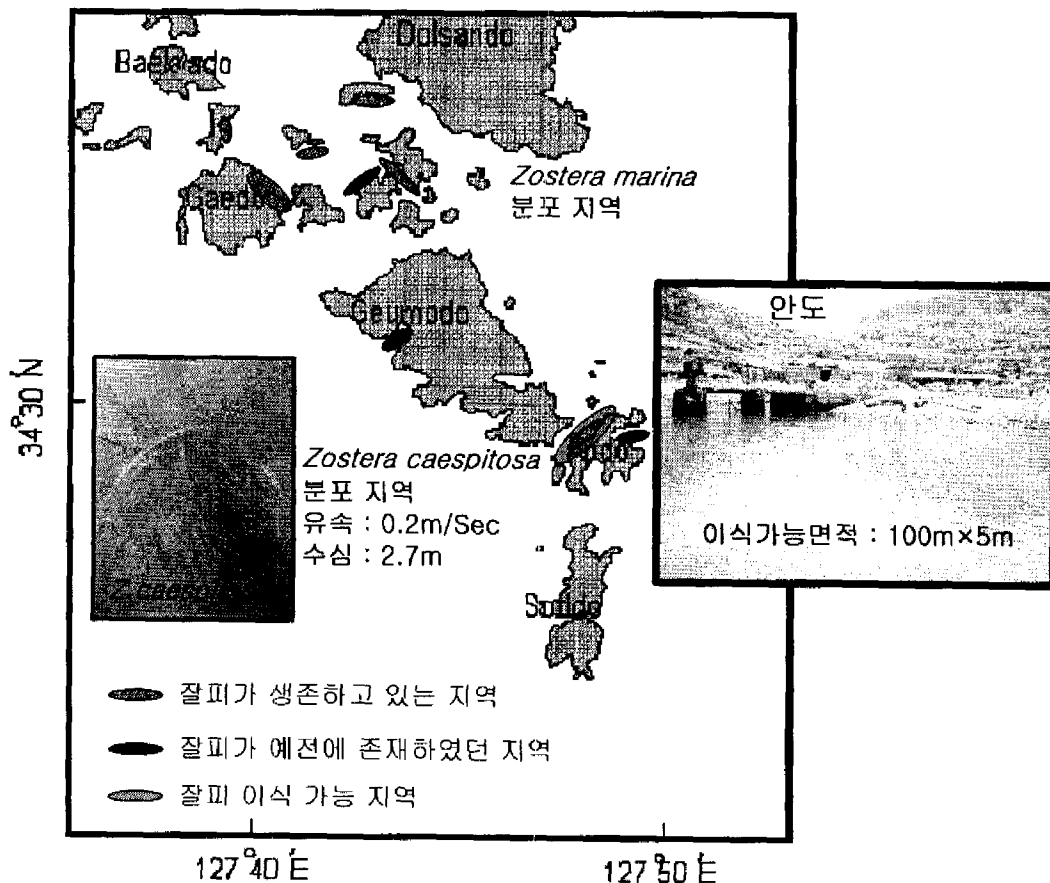 Dolsando
Zostera marina
분포 지역
Geumodo
안도
이식가능면적 : 100m×5m
34°30´N
Zostera caespitosa
분포 지역
유속 : 0.2m/Sec
수심 : 2.7m
잘피가 생존하고 있는 지역
잘피가 예전에 존재하였던 지역
잘피 이식 가능 지역
127°40´E
127°50´E